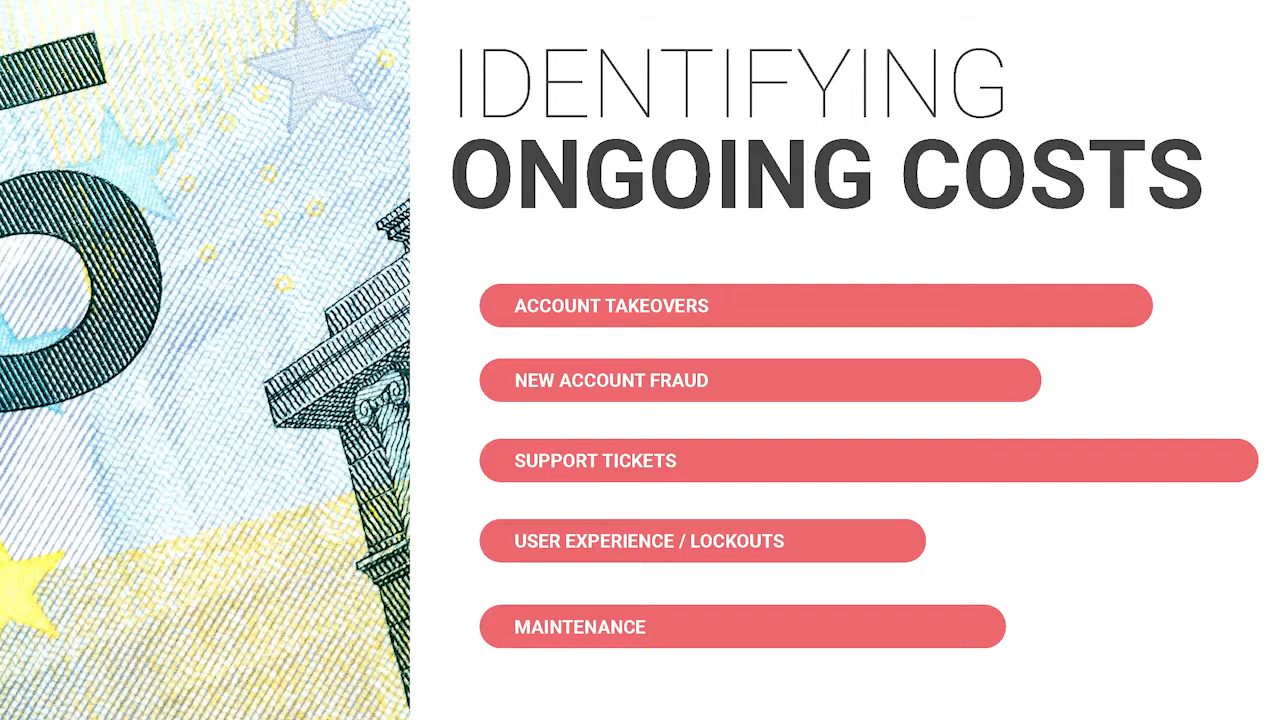 IDENTIFYING
ONGOING COSTS
ACCOUNT TAKEOVERS
NEW ACCOUNT FRAUD
SUPPORT TICKETS
USER EXPERIENCE / LOCKOUTS
MAINTENANCE